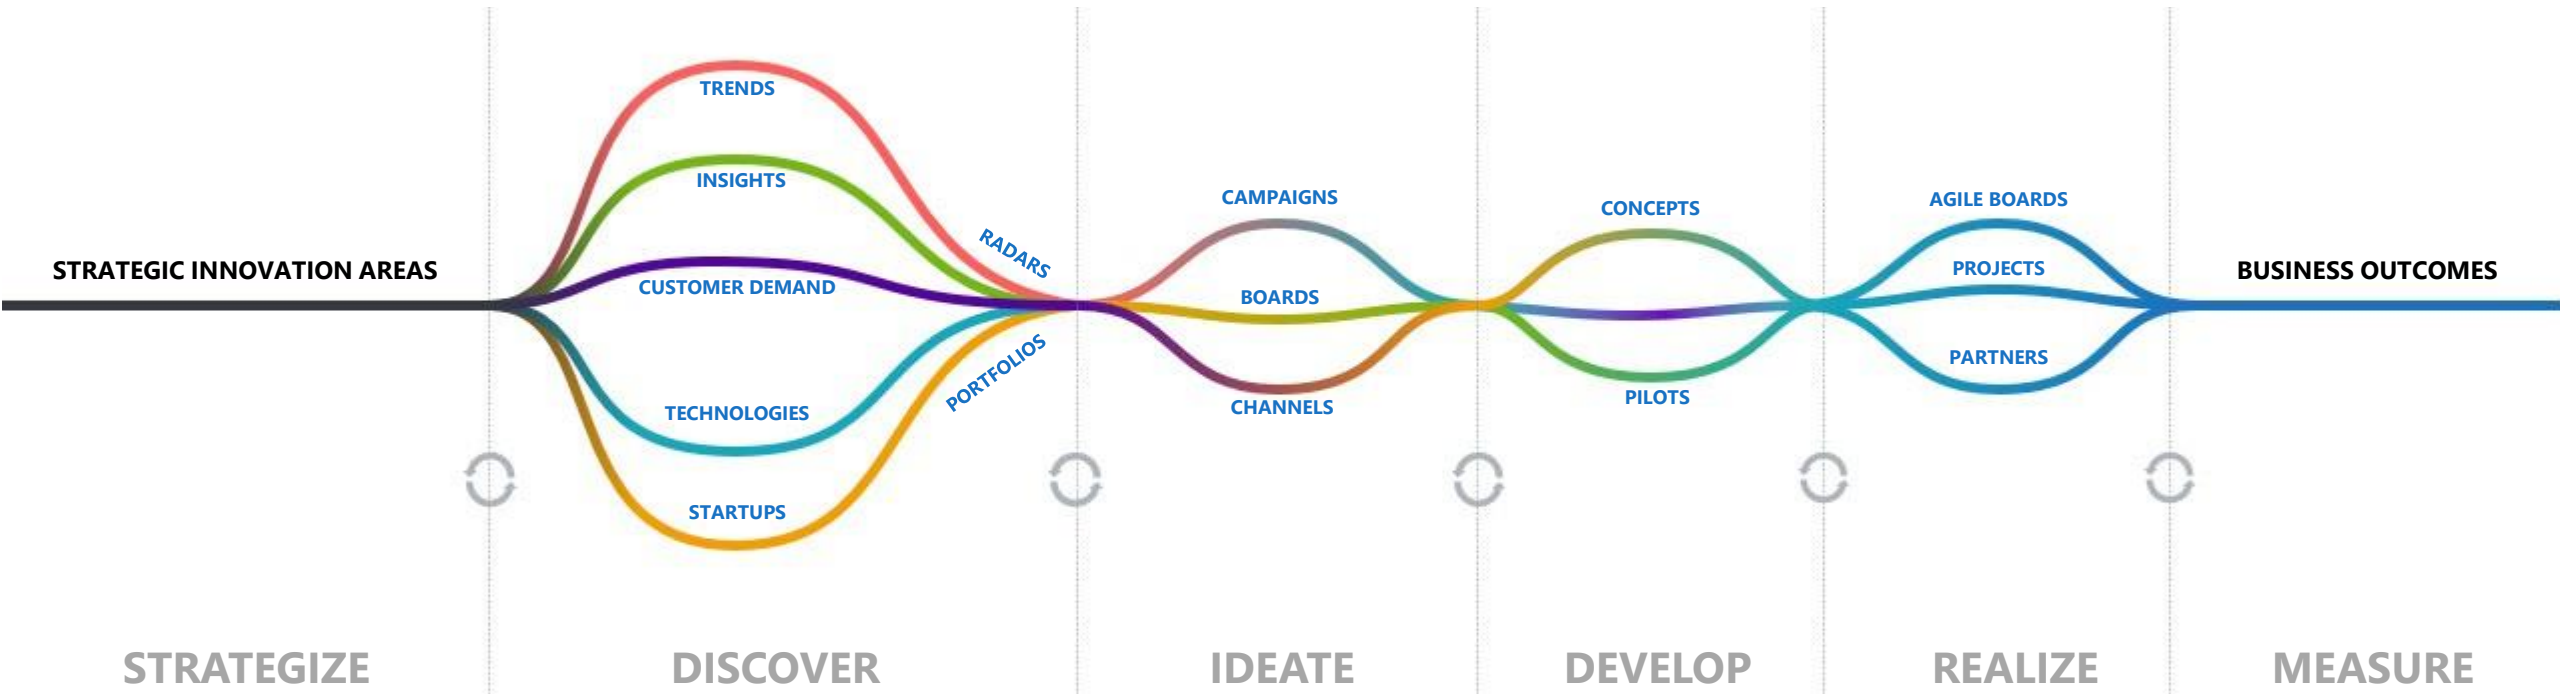 STRATEGIC INNOVATION AREAS
TRENDS
INSIGHTS
CUSTOMER DEMAND
TECHNOLOGIES
STARTUPS
RADARS
PORTFOLIOS
CAMPAIGNS
BOARDS
CHANNELS
CONCEPTS
PILOTS
AGILE BOARDS
PROJECTS
PARTNERS
BUSINESS OUTCOMES
STRATEGIZE
DISCOVER
IDEATE
DEVELOP
REALIZE
MEASURE